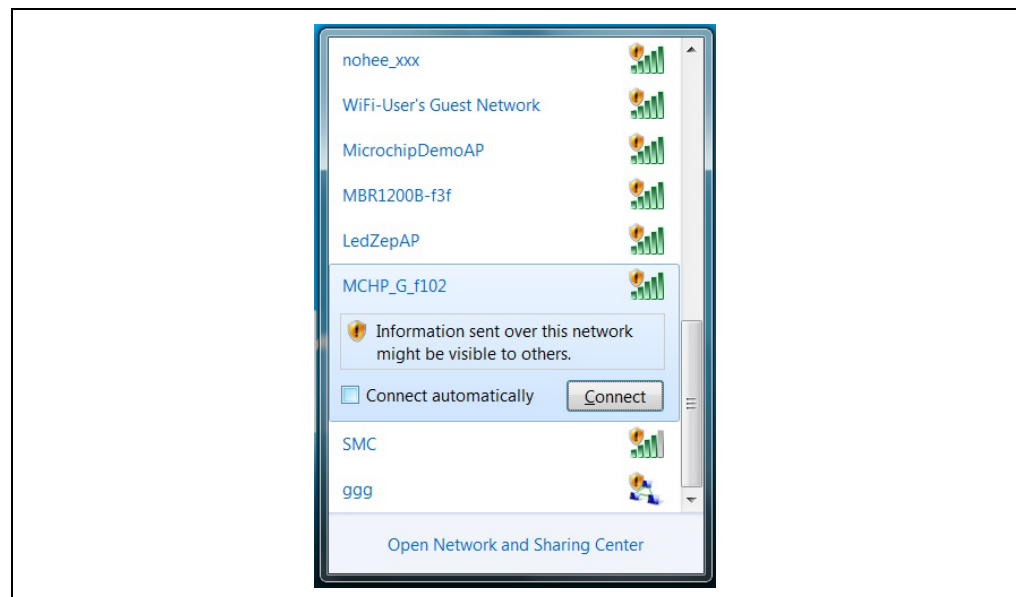 nohee_xxx
WiFi-User's Guest Network
MicrochipDemoAP
MBR1200B-f3f
LedZepAP
MCHP_G_f102
Information sent over this network
might be visible to others.
Connect automatically
Connect
SMC
ggg
Open Network and Sharing Center